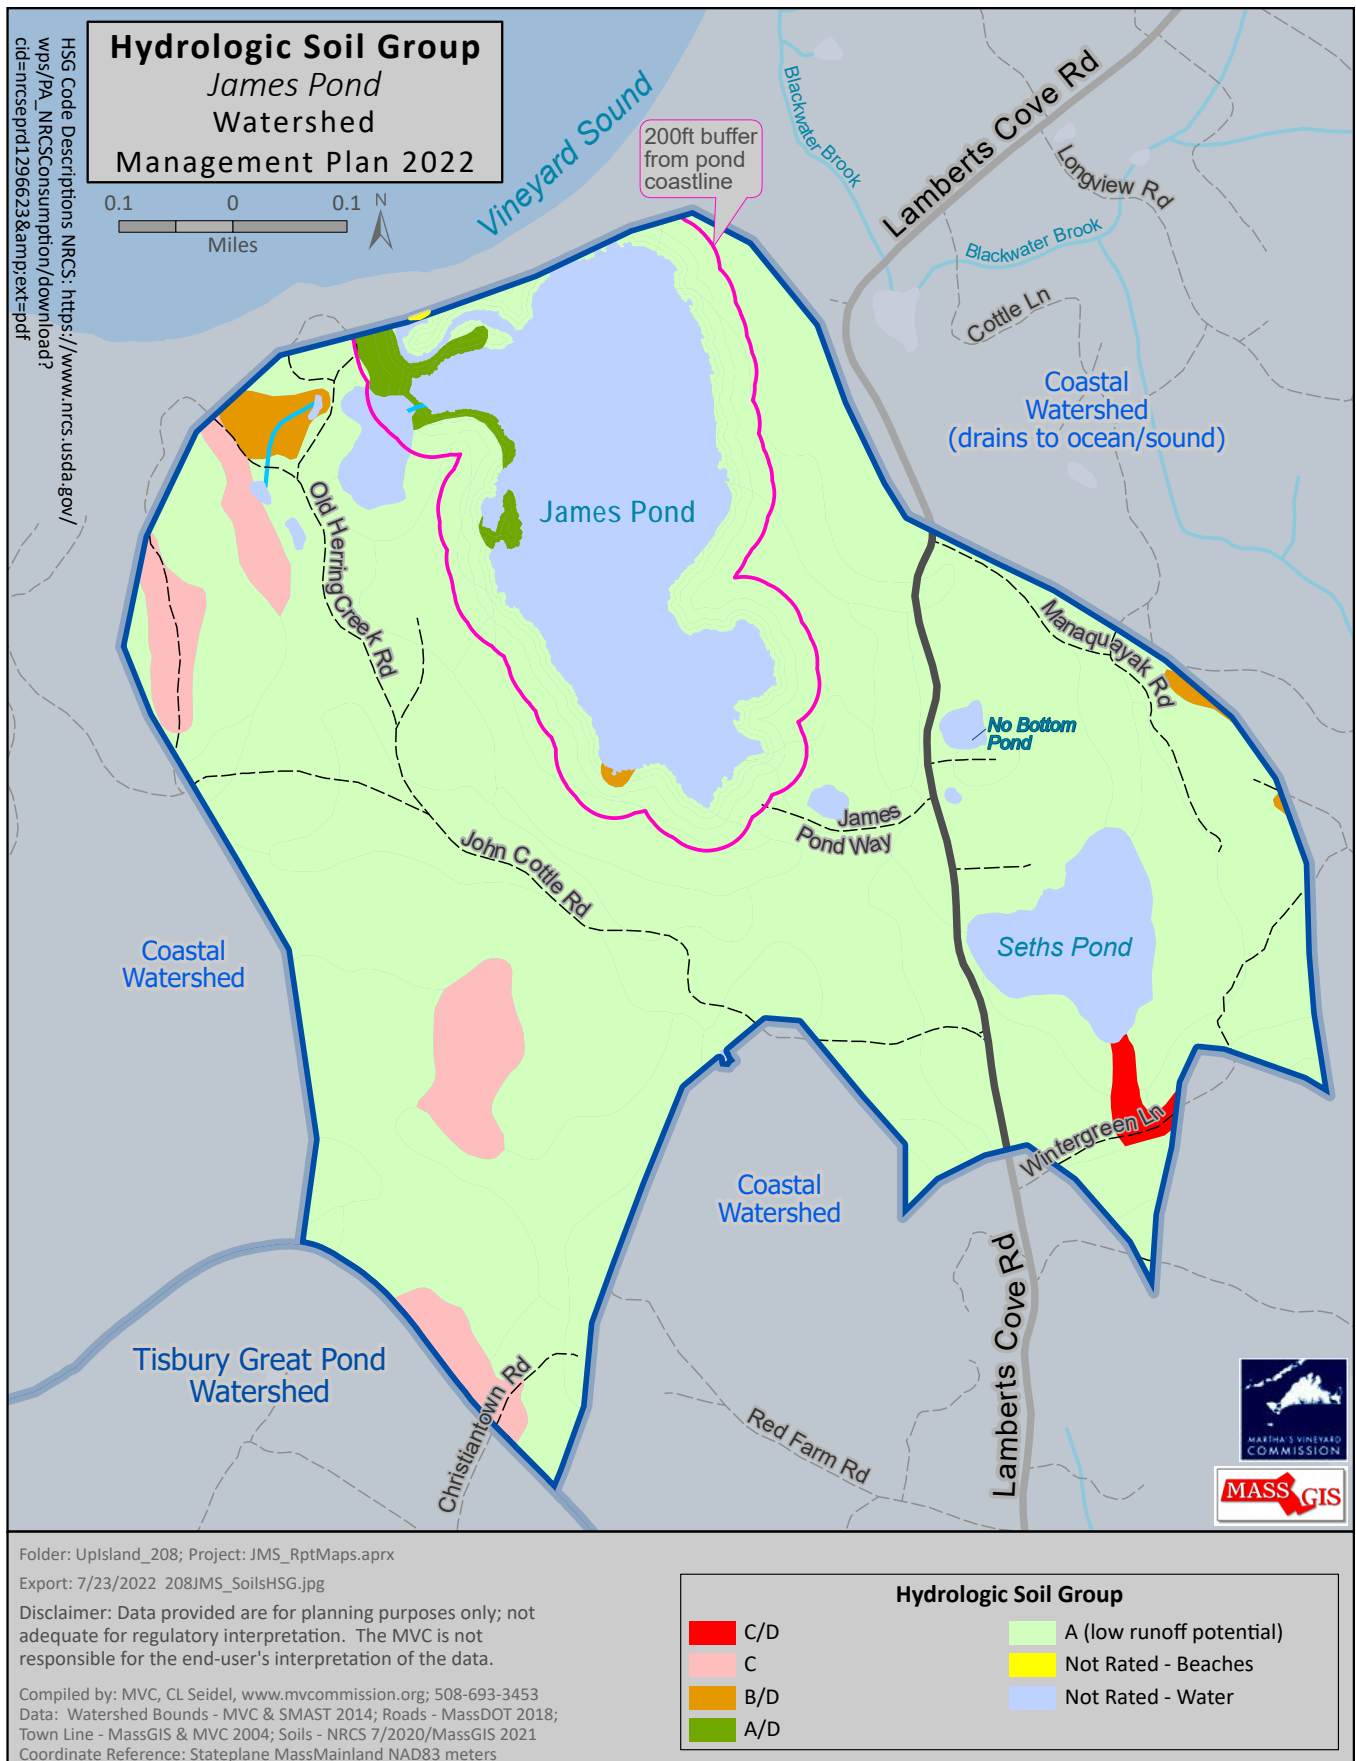 Hydrologic Soil Group
James Pond
Watershed
Management Plan 2022
HSG Code Descriptions NRCS: https://www.nrcs.usda.gov/
wps/PA_NRCSConsumption/download?
cid=nrcseprd1296623&amp;ext=pdf
0.1 0 0.1
Miles
N
Vineyard Sound
200ft buffer
from pond
coastline
Blackwater Brook
Lamberts Cove Rd
Longview Rd
Blackwater Brook
Cottle Ln
Coastal
Watershed
(drains to ocean/sound)
James Pond
Old Herring Creek Rd
Manaquayak Rd
No Bottom
Pond
James
Pond Way
John Cottle Rd
Seths Pond
Coastal
Watershed
Wintergreen Ln
Coastal
Watershed
Lamberts Cove Rd
Tisbury Great Pond
Watershed
Christiantown Rd
Red Farm Rd
MARTHA'S VINEYARD
COMMISSION
MASS GIS
Folder: UpIsland_208; Project: JMS_RptMaps.aprx
Export: 7/23/2022 208JMS_SoilsHSG.jpg
Disclaimer: Data provided are for planning purposes only; not
adequate for regulatory interpretation. The MVC is not
responsible for the end-user's interpretation of the data.
Compiled by: MVC, CL Seidel, www.mvcommission.org; 508-693-3453
Data: Watershed Bounds - MVC & SMAST 2014; Roads - MassDOT 2018;
Town Line - MassGIS & MVC 2004; Soils - NRCS 7/2020/MassGIS 2021
Coordinate Reference: Stateplane MassMainland NAD83 meters
Hydrologic Soil Group
C/D
C
B/D
A/D
A (low runoff potential)
Not Rated - Beaches
Not Rated - Water